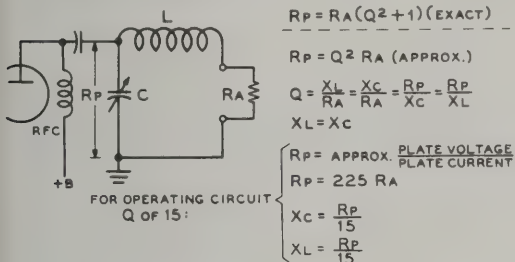 L
RP
C
RA
RFC
+B
FOR OPERATING CIRCUIT
Q OF 15:
RP = RA (Q² + 1) (EXACT)
RP = Q² RA (APPROX.)
Q = XL/RA = XC/RA = RP/XC = RP/XL
XL = XC
RP = APPROX. PLATE VOLTAGE/PLATE CURRENT
RP = 225 RA
XC = RP/15
XL = RP/15